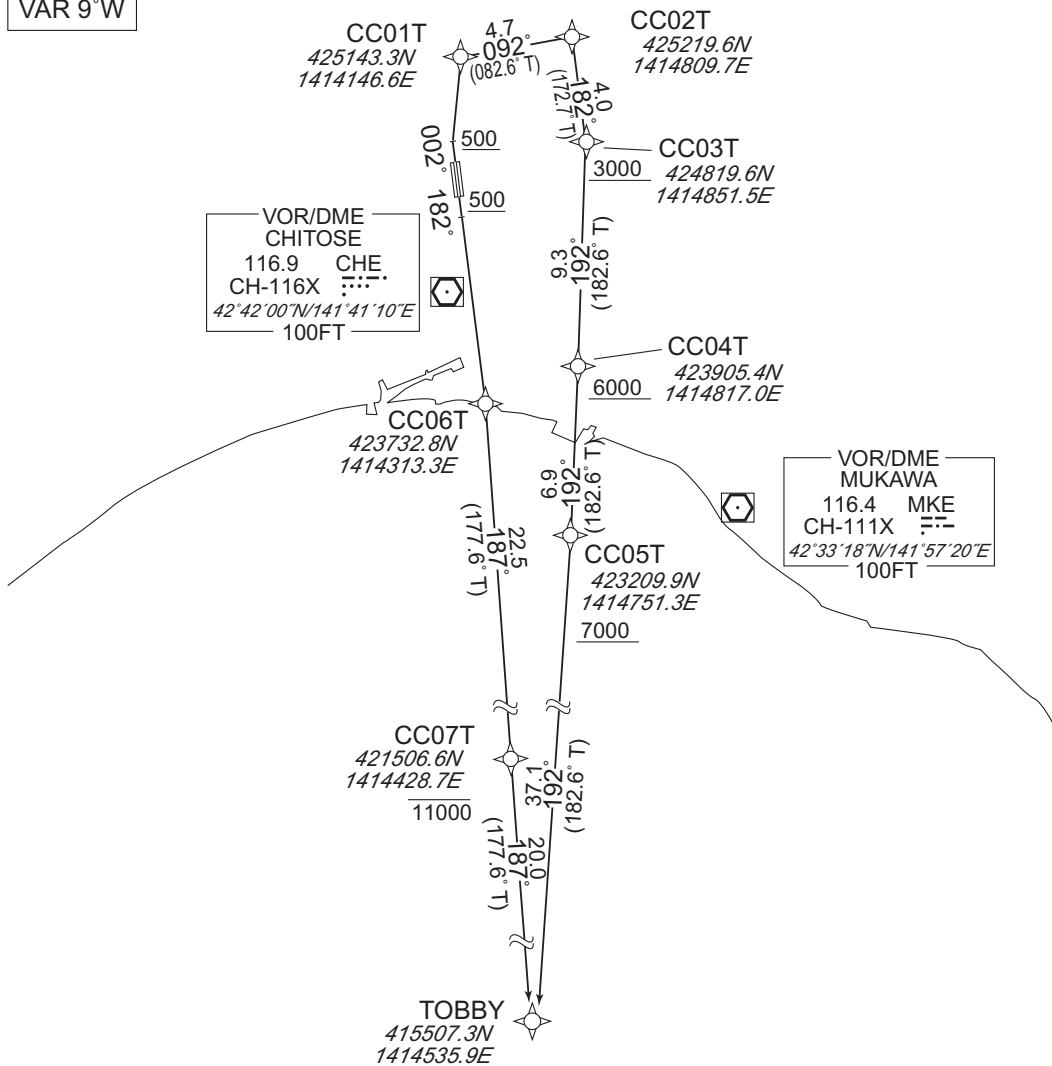 VAR 9°W
CC01T
425143.3N
1414146.6E
4.7
092°
(082.6° T)
CC02T
425219.6N
1414809.7E
4.0
182°
(172.7° T)
002°
500
182°
500
CC03T
3000
424819.6N
1414851.5E
VOR/DME
CHITOSE
116.9 CHE
CH-116X
42°42´00˝N/141°41´10˝E
100FT
9.3
192°
(182.6° T)
CC04T
423905.4N
6000
1414817.0E
CC06T
423732.8N
1414313.3E
6.9
192°
(182.6° T)
VOR/DME
MUKAWA
116.4 MKE
CH-111X
42°33´18˝N/141°57´20˝E
100FT
22.5
187°
(177.6° T)
CC05T
423209.9N
1414751.3E
7000
CC07T
421506.6N
1414428.7E
11000
37.1
192°
(182.6° T)
20.0
187°
(177.6° T)
TOBBY
415507.3N
1414535.9E